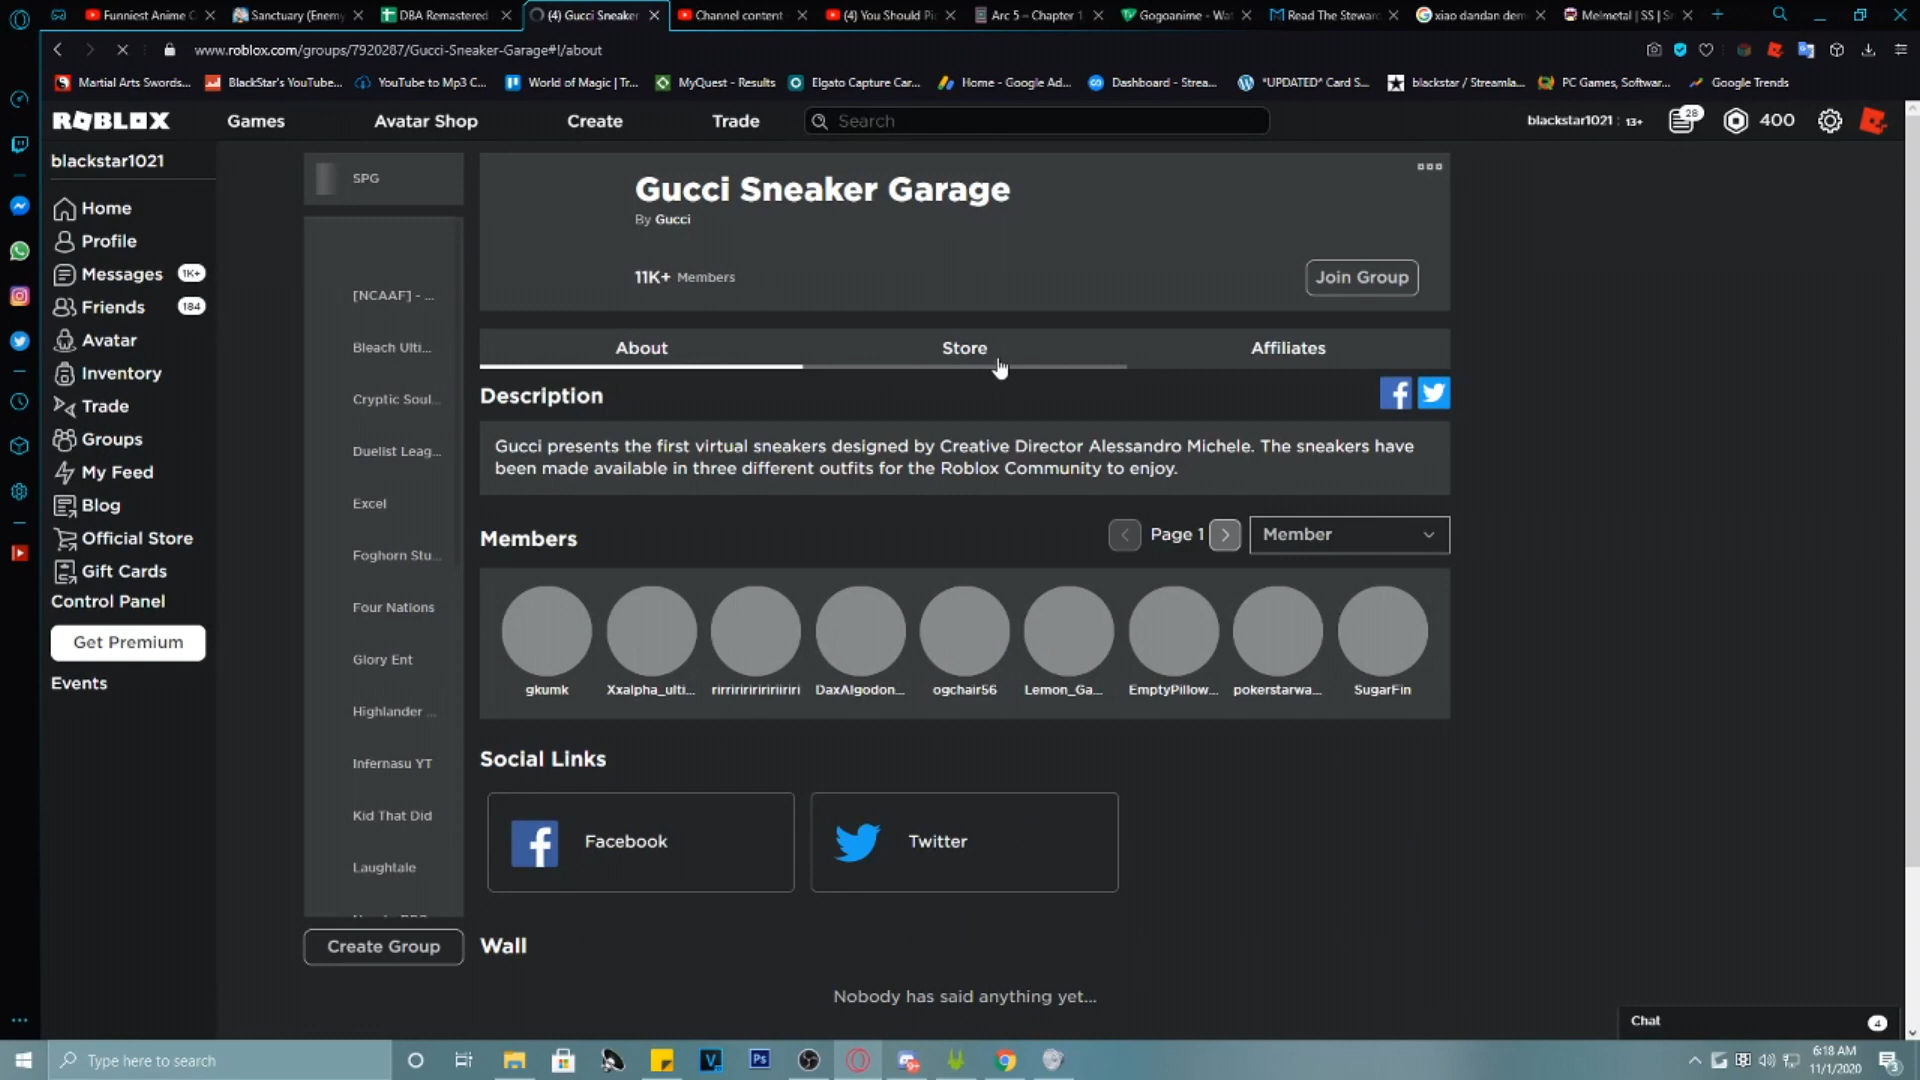 Funniest Anime C
Sanctuary (Enemy
DBA Remastered
(4) Gucci Sneaker
Channel content
(4) You Should Pi
Arc 5 – Chapter 1
Gogoanime - Wat
Read The Stewar
xiao dandan dem
Melmetal | SS | S
www.roblox.com/groups/7920287/Gucci-Sneaker-Garage#!/about
Martial Arts Swords...
BlackStar's YouTube...
YouTube to Mp3 C...
World of Magic | Tr...
MyQuest - Results
Elgato Capture Car...
Home - Google Ad...
Dashboard - Strea...
*UPDATED* Card S...
blackstar / Streamla...
PC Games, Softwar...
Google Trends
ROBLOX Games Avatar Shop Create Trade Search blackstar1021 : 13+ 28 400
blackstar1021
Home
Profile
Messages 1K+
Friends 184
Avatar
Inventory
Trade
Groups
My Feed
Blog
Official Store
Gift Cards
Control Panel
Get Premium
Events
SPG
[NCAAF] - ...
Bleach Ulti...
Cryptic Soul...
Duelist Leag...
Excel
Foghorn Stu...
Four Nations
Glory Ent
Highlander ...
Infernasu YT
Kid That Did
Laughtale
Create Group
Gucci Sneaker Garage
By Gucci
11K+ Members
Join Group
About Store Affiliates
Description
Gucci presents the first virtual sneakers designed by Creative Director Alessandro Michele. The sneakers have
been made available in three different outfits for the Roblox Community to enjoy.
Members
Page 1
Member
gkumk Xxalpha_ulti... DaxAlgodon... ogchair56 Lemon_Ga... EmptyPillow... pokerstarwa... SugarFin
Social Links
Facebook
Twitter
Wall
Nobody has said anything yet...
Chat 4
Type here to search
6:18 AM
11/1/2020
3